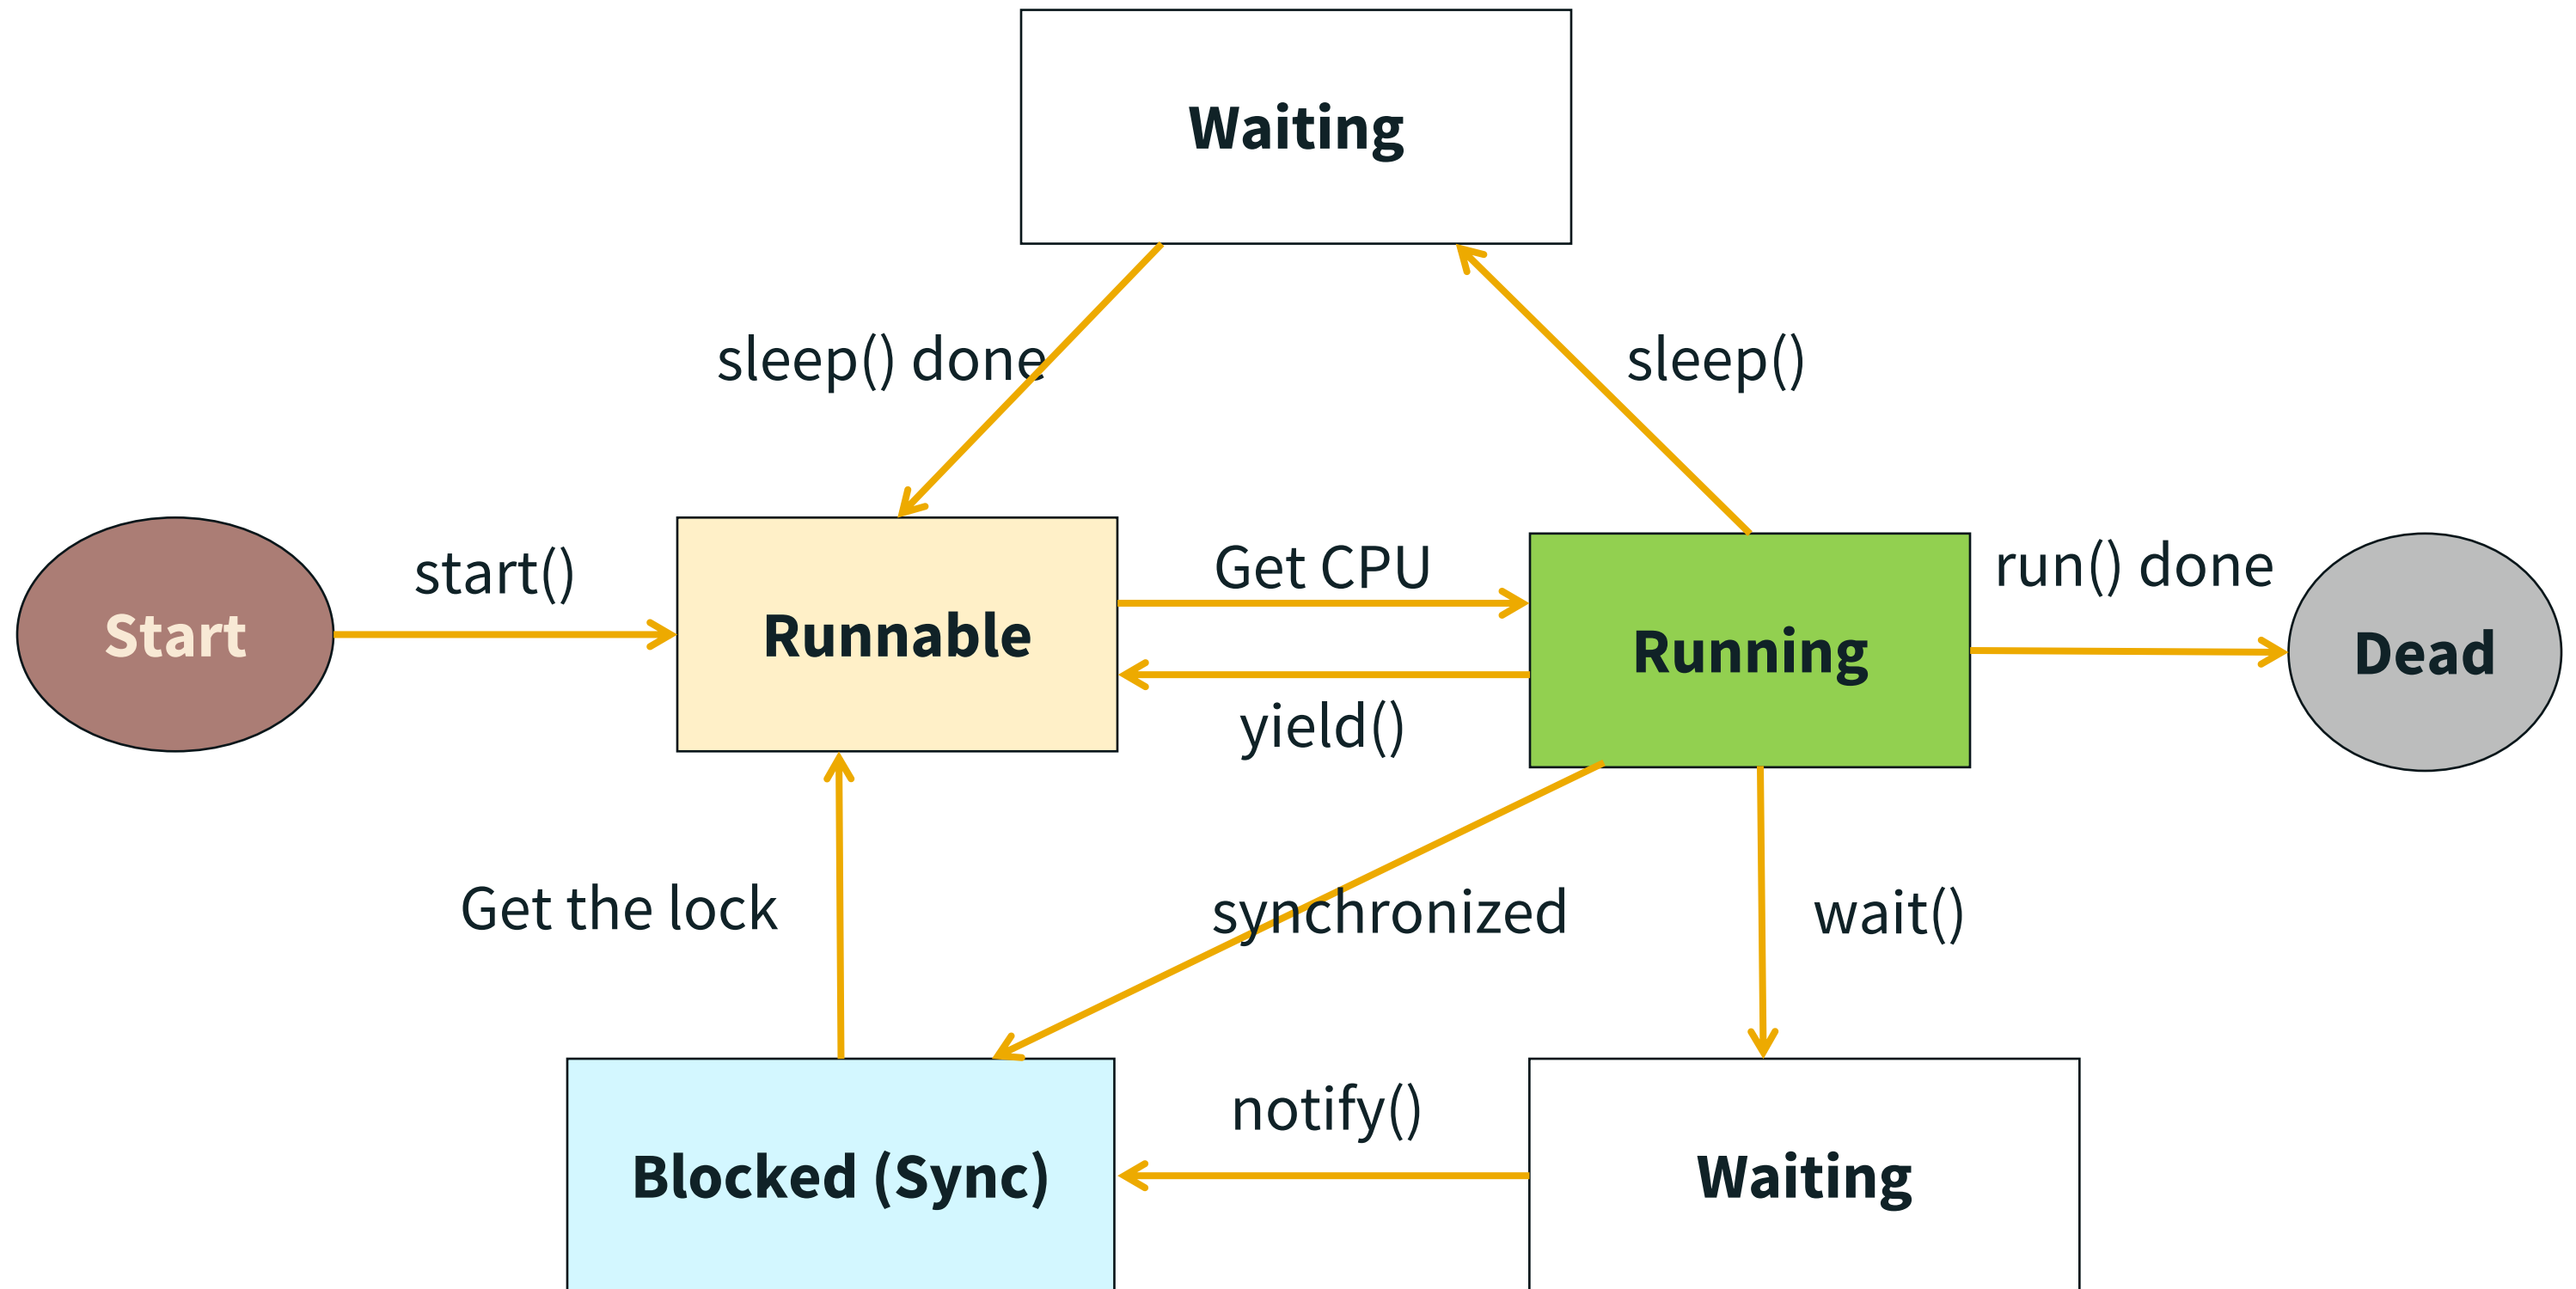 Waiting
sleep() done
sleep()
Start
start()
Runnable
Get CPU
yield()
Running
run() done
Dead
Get the lock
synchronized
wait()
Blocked (Sync)
notify()
Waiting